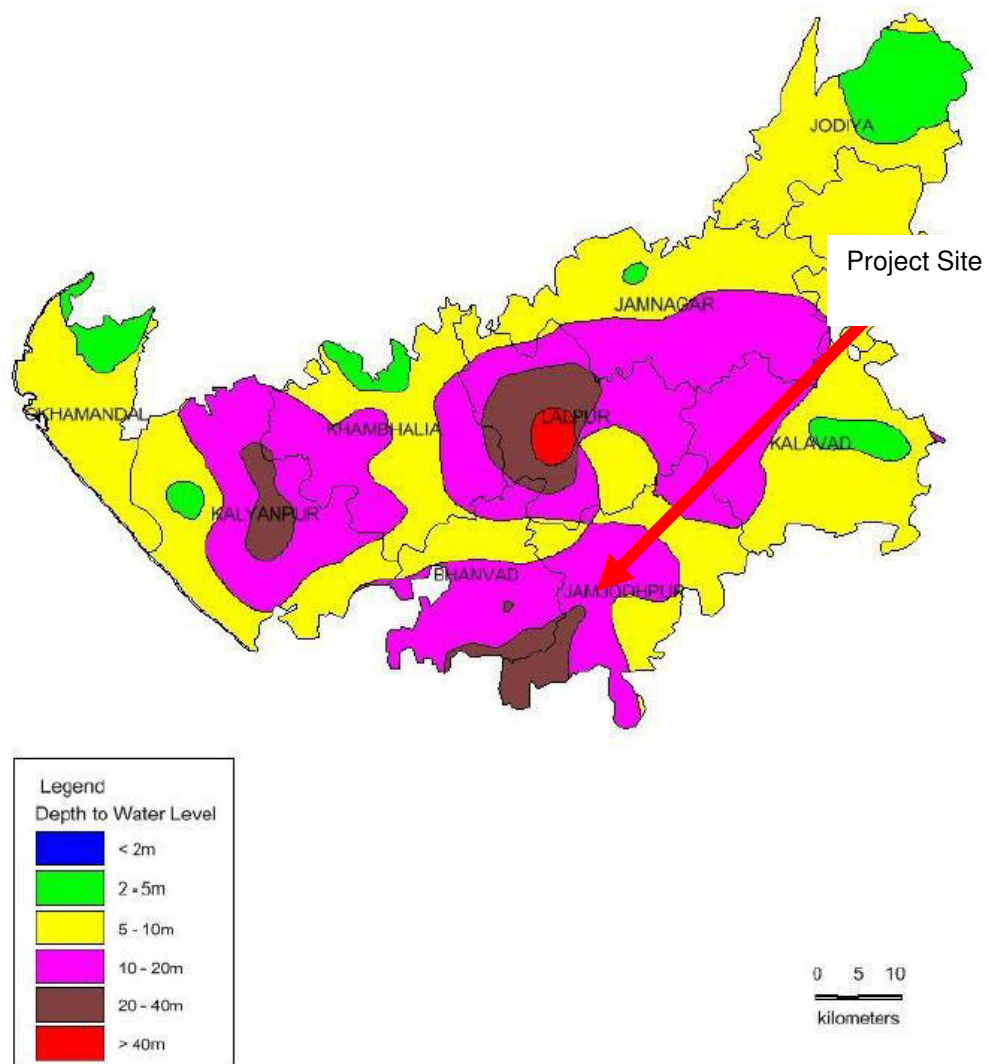 JODIYA
Project Site
JAMNAGAR
OKHAMANDAL
LALPUR
KHAMBHALIA
KALAVAD
KALYANPUR
BHANVAD
JAMJODHPUR
Legend
Depth to Water Level
< 2m
2 - 5m
5 - 10m
10 - 20m
20 - 40m
> 40m
0 5 10
kilometers